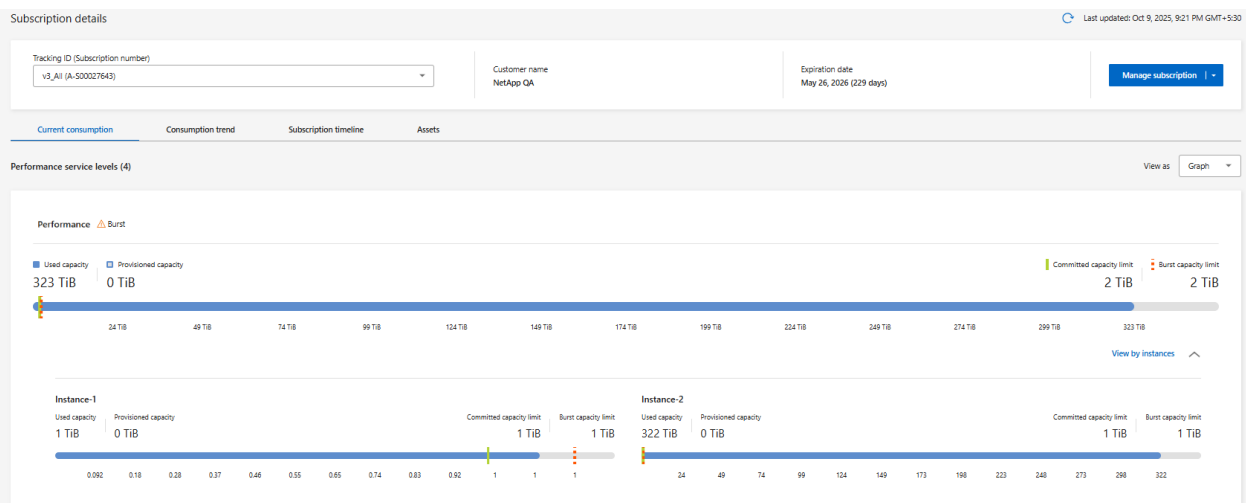 Subscription details
Last updated: Oct 9, 2025, 9:21 PM GMT+5:30
Tracking ID (Subscription number)
v3_All (A-S00027643)
Customer name
NetApp QA
Expiration date
May 26, 2026 (229 days)
Manage subscription
Current consumption Consumption trend Subscription timeline Assets
Performance service levels (4)
View as Graph
Performance Burst
Used capacity Provisioned capacity Committed capacity limit Burst capacity limit
323 TiB 0 TiB 2 TiB 2 TiB
24 TiB 49 TiB 74 TiB 99 TiB 124 TiB 149 TiB 174 TiB 199 TiB 224 TiB 249 TiB 274 TiB 299 TiB 323 TiB
View by instances
Instance-1
Used capacity Provisioned capacity Committed capacity limit Burst capacity limit
1 TiB 0 TiB 1 TiB 1 TiB
0.092 0.18 0.28 0.37 0.46 0.55 0.65 0.74 0.83 0.92 1 1 1
Instance-2
Used capacity Provisioned capacity Committed capacity limit Burst capacity limit
322 TiB 0 TiB 1 TiB 1 TiB
24 49 74 99 124 149 173 198 223 248 273 298 322